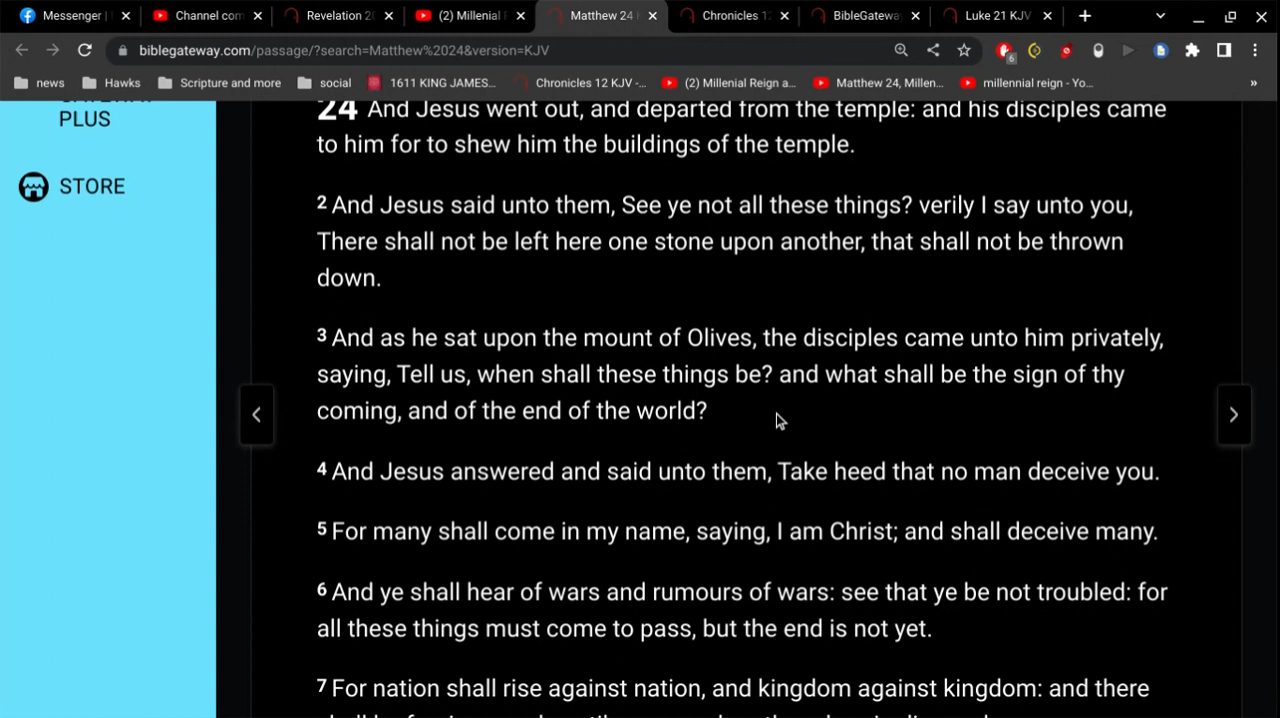 Messenger |
Channel com
Revelation 20
(2) Millenial R
Matthew 24
Chronicles 12
BibleGateway
Luke 21 KJV
biblegateway.com/passage/?search=Matthew%2024&version=KJV
6
news
Hawks
Scripture and more
social
1611 KING JAMES...
Chronicles 12 KJV -...
(2) Millenial Reign a...
Matthew 24, Millen...
millennial reign - Yo...
»
PLUS
STORE
24 And Jesus went out, and departed from the temple: and his disciples came
to him for to shew him the buildings of the temple.
2 And Jesus said unto them, See ye not all these things? verily I say unto you,
There shall not be left here one stone upon another, that shall not be thrown
down.
3 And as he sat upon the mount of Olives, the disciples came unto him privately,
saying, Tell us, when shall these things be? and what shall be the sign of thy
coming, and of the end of the world?
4 And Jesus answered and said unto them, Take heed that no man deceive you.
5 For many shall come in my name, saying, I am Christ; and shall deceive many.
6 And ye shall hear of wars and rumours of wars: see that ye be not troubled: for
all these things must come to pass, but the end is not yet.
7 For nation shall rise against nation, and kingdom against kingdom: and there